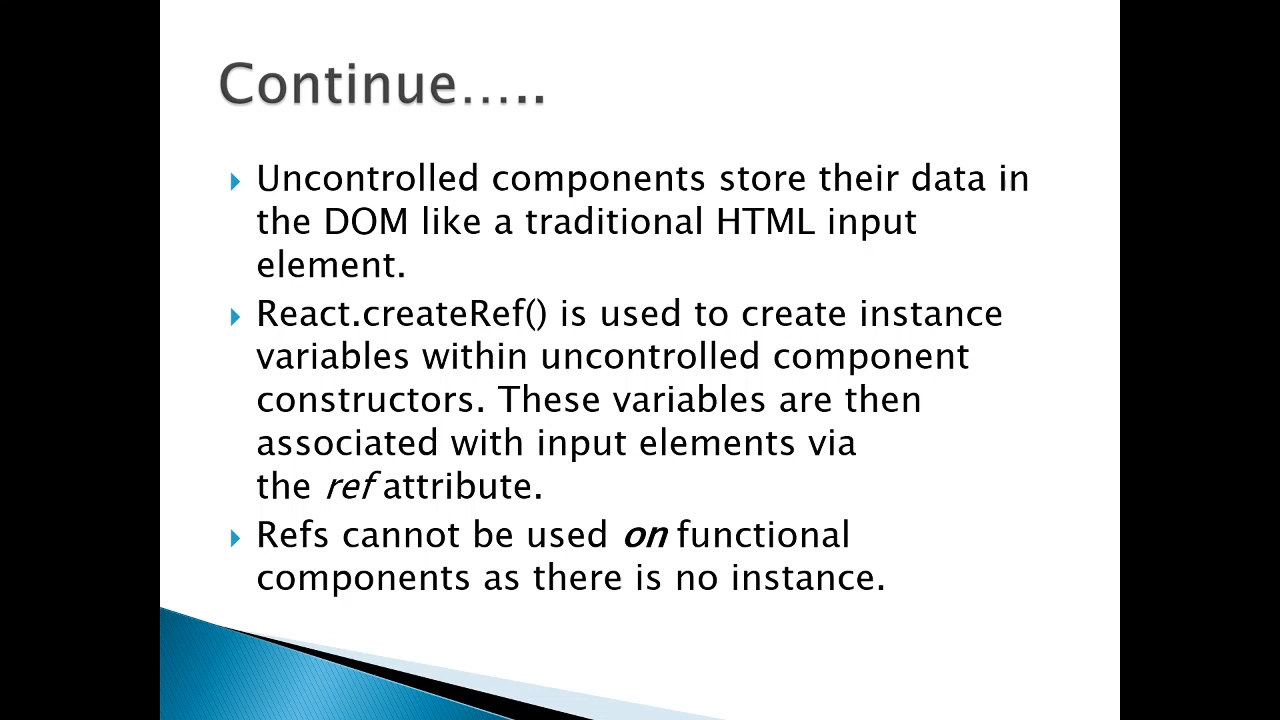 Continue…..
Uncontrolled components store their data in
the DOM like a traditional HTML input
element.
React.createRef() is used to create instance
variables within uncontrolled component
constructors. These variables are then
associated with input elements via
the ref attribute.
Refs cannot be used on functional
components as there is no instance.